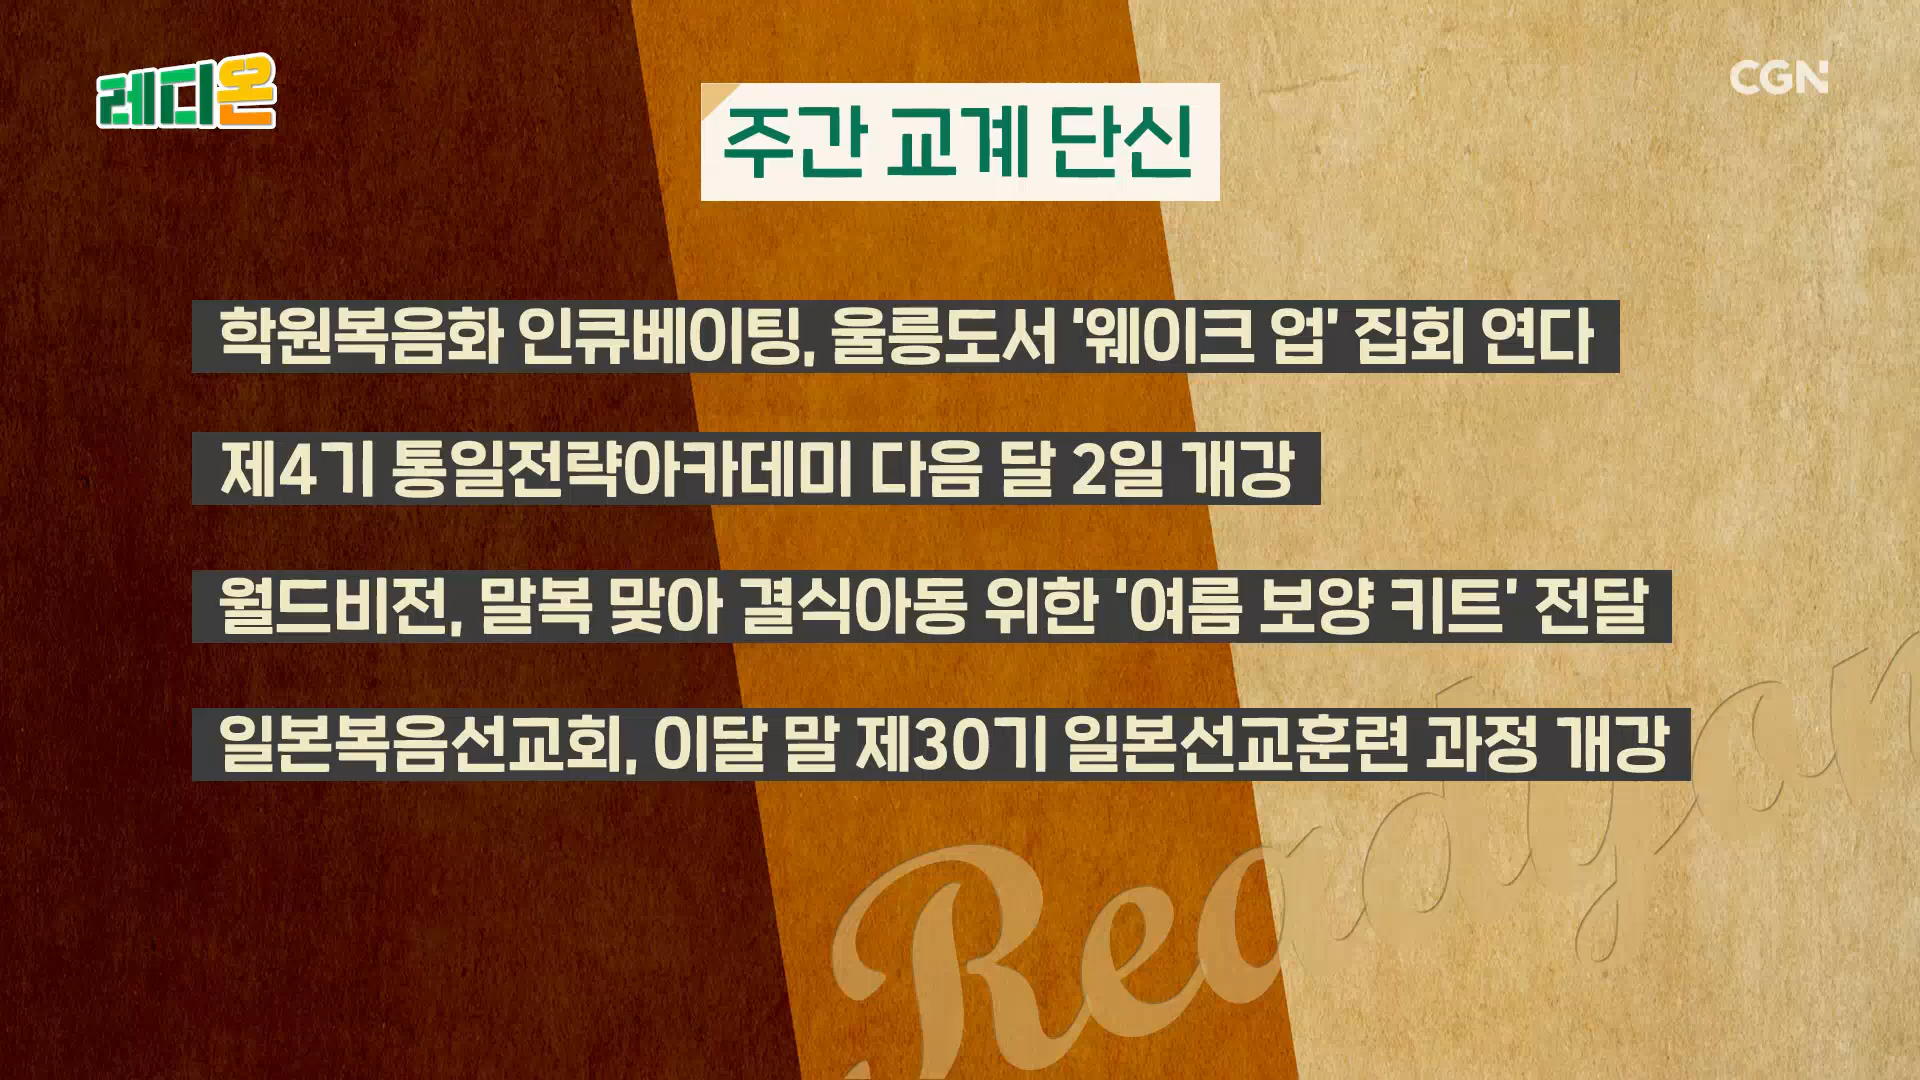 레디온
CGN
주간 교계 단신
학원복음화 인큐베이팅, 울릉도서 ‘웨이크 업’ 집회 연다
제4기 통일전략아카데미 다음 달 2일 개강
월드비전, 말복 맞아 결식아동 위한 ‘여름 보양 키트’ 전달
일본복음선교회, 이달 말 제30기 일본선교훈련 과정 개강
Readyon